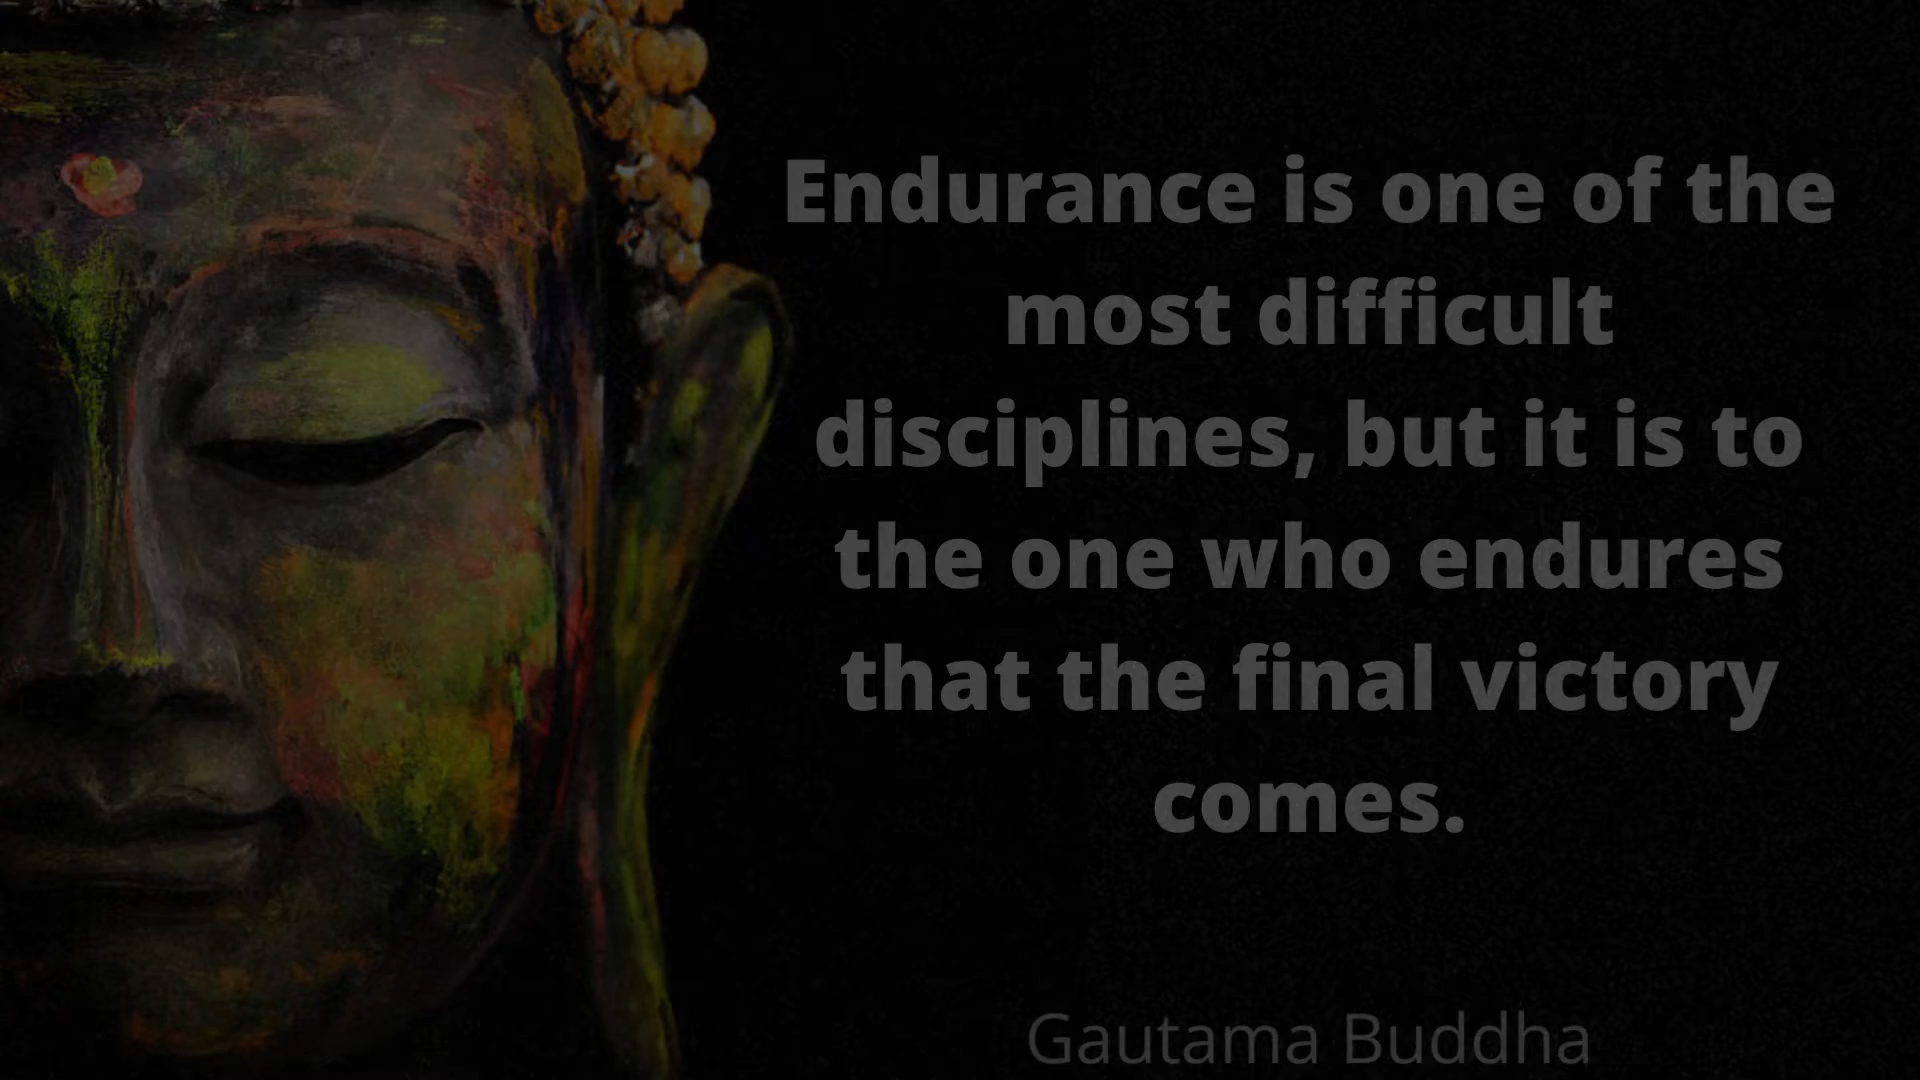 Endurance is one of the
most difficult
disciplines, but it is to
the one who endures
that the final victory
comes.
Gautama Buddha